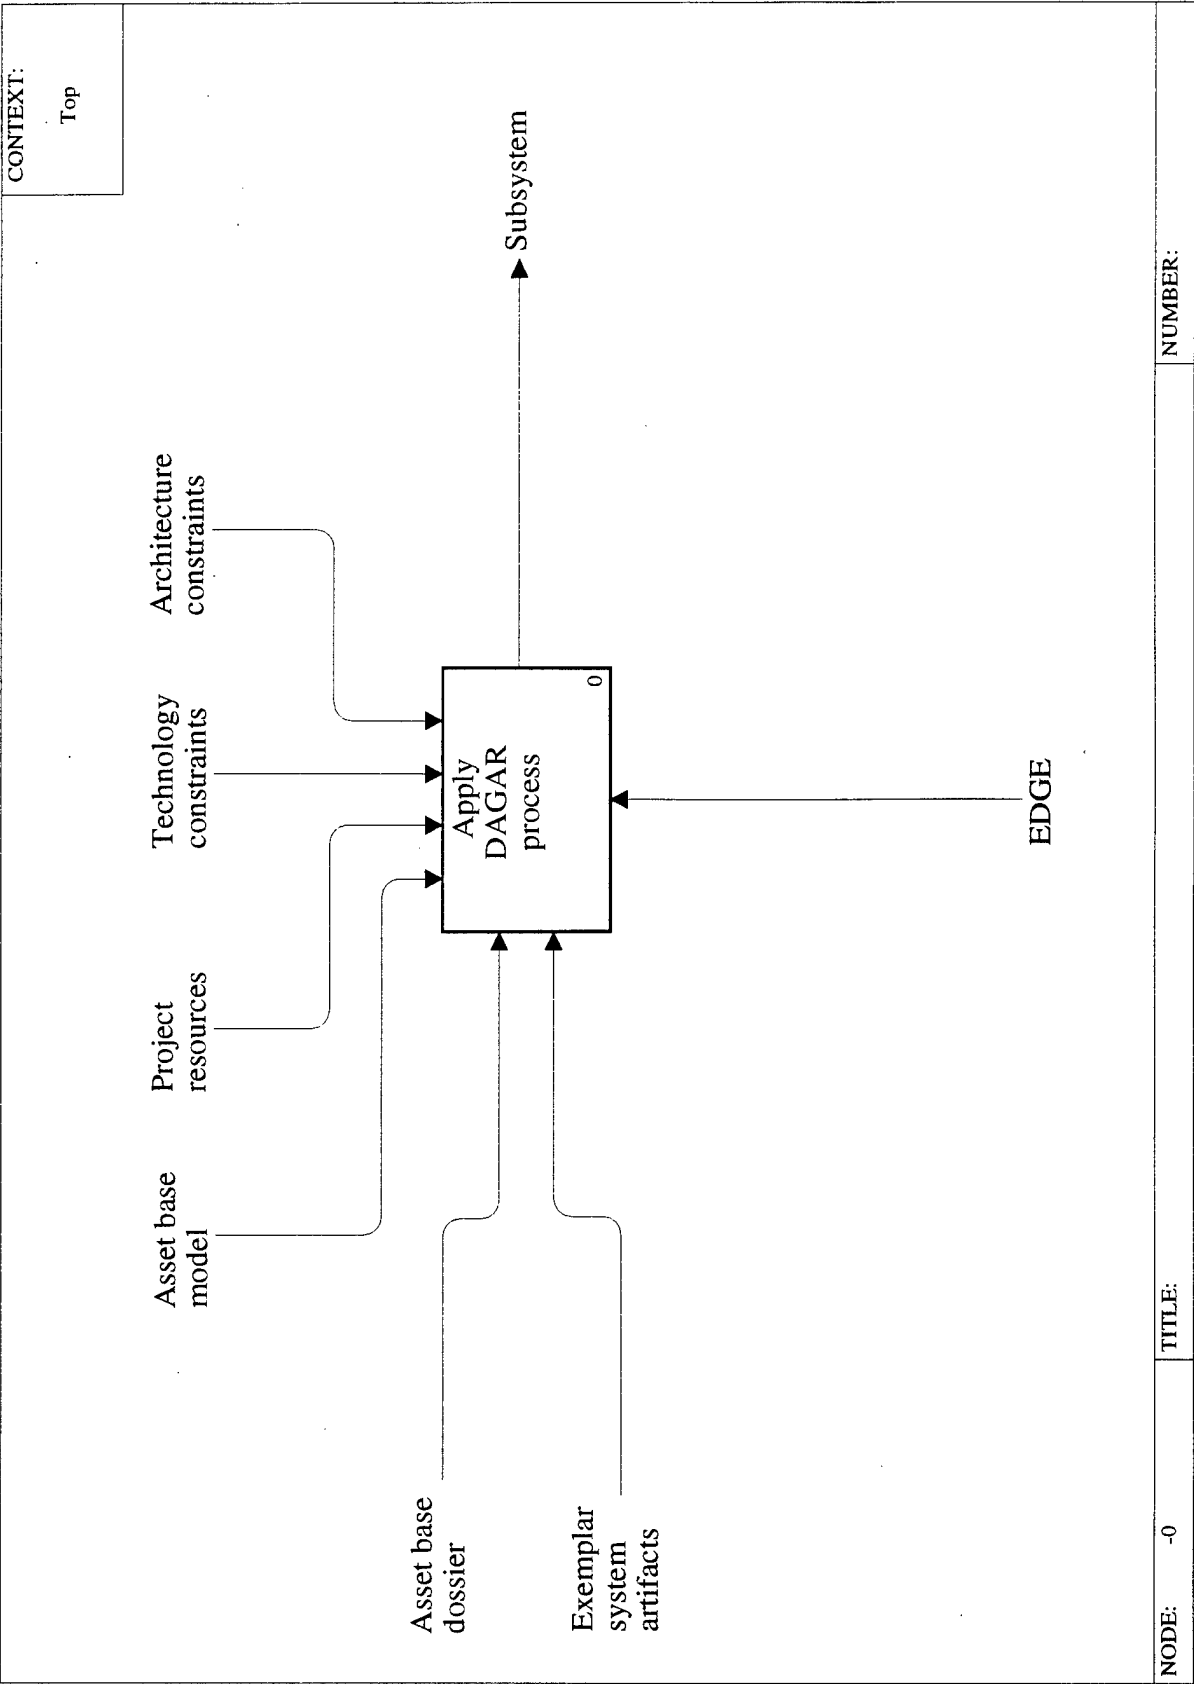 CONTEXT:
Top
Asset base
model
Project
resources
Technology
constraints
Architecture
constraints
Asset base
dossier
Exemplar
system
artifacts
Apply
DAGAR
process
0
Subsystem
EDGE
NODE: -0
TITLE:
NUMBER: